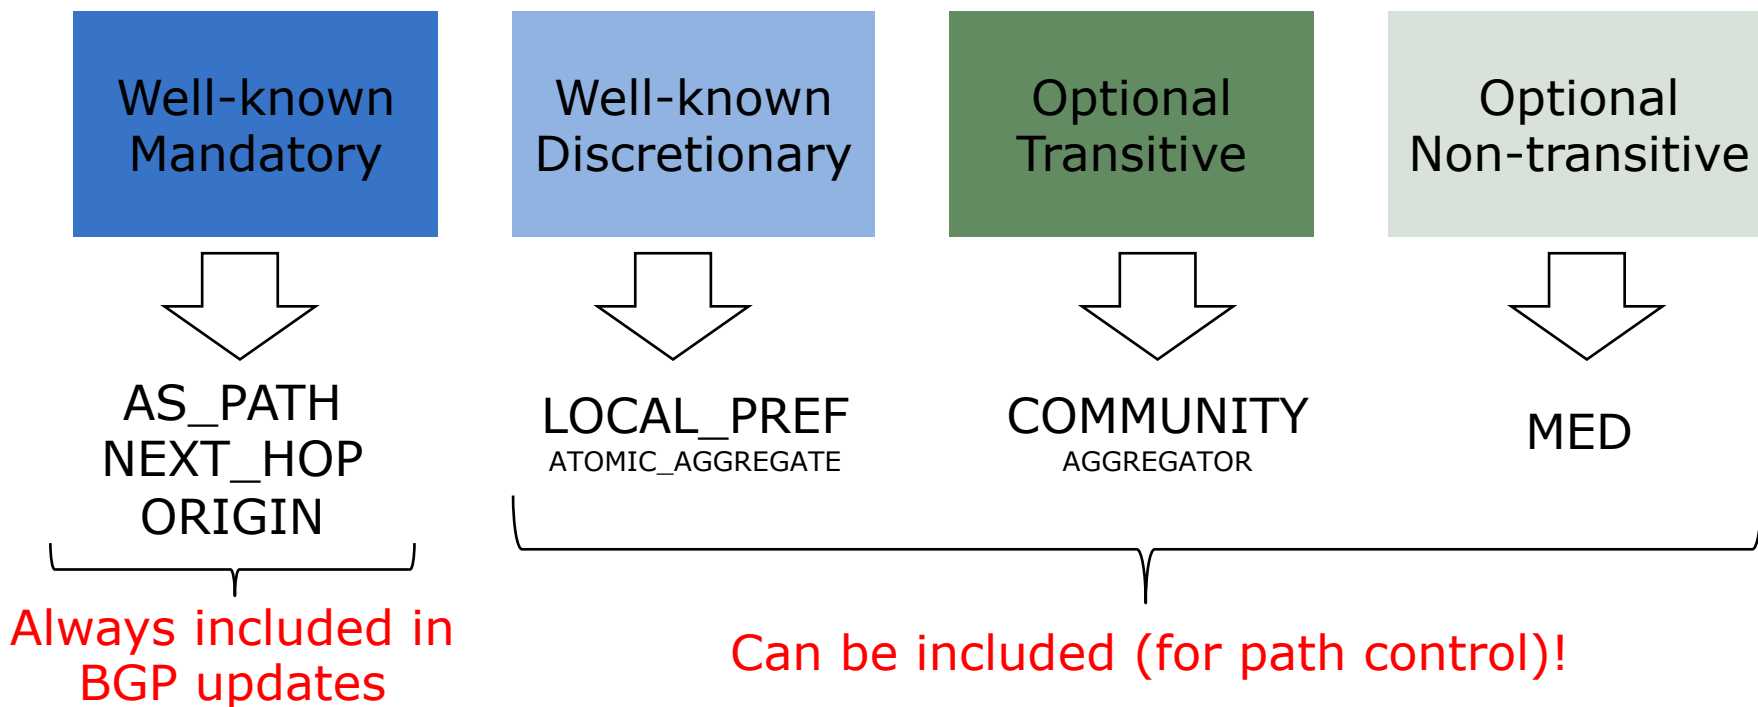 Well-known
Mandatory
Well-known
Discretionary
Optional
Transitive
Optional
Non-transitive
AS_PATH
NEXT_HOP
ORIGIN
LOCAL_PREF
ATOMIC_AGGREGATE
COMMUNITY
AGGREGATOR
MED
Always included in
BGP updates
Can be included (for path control)!